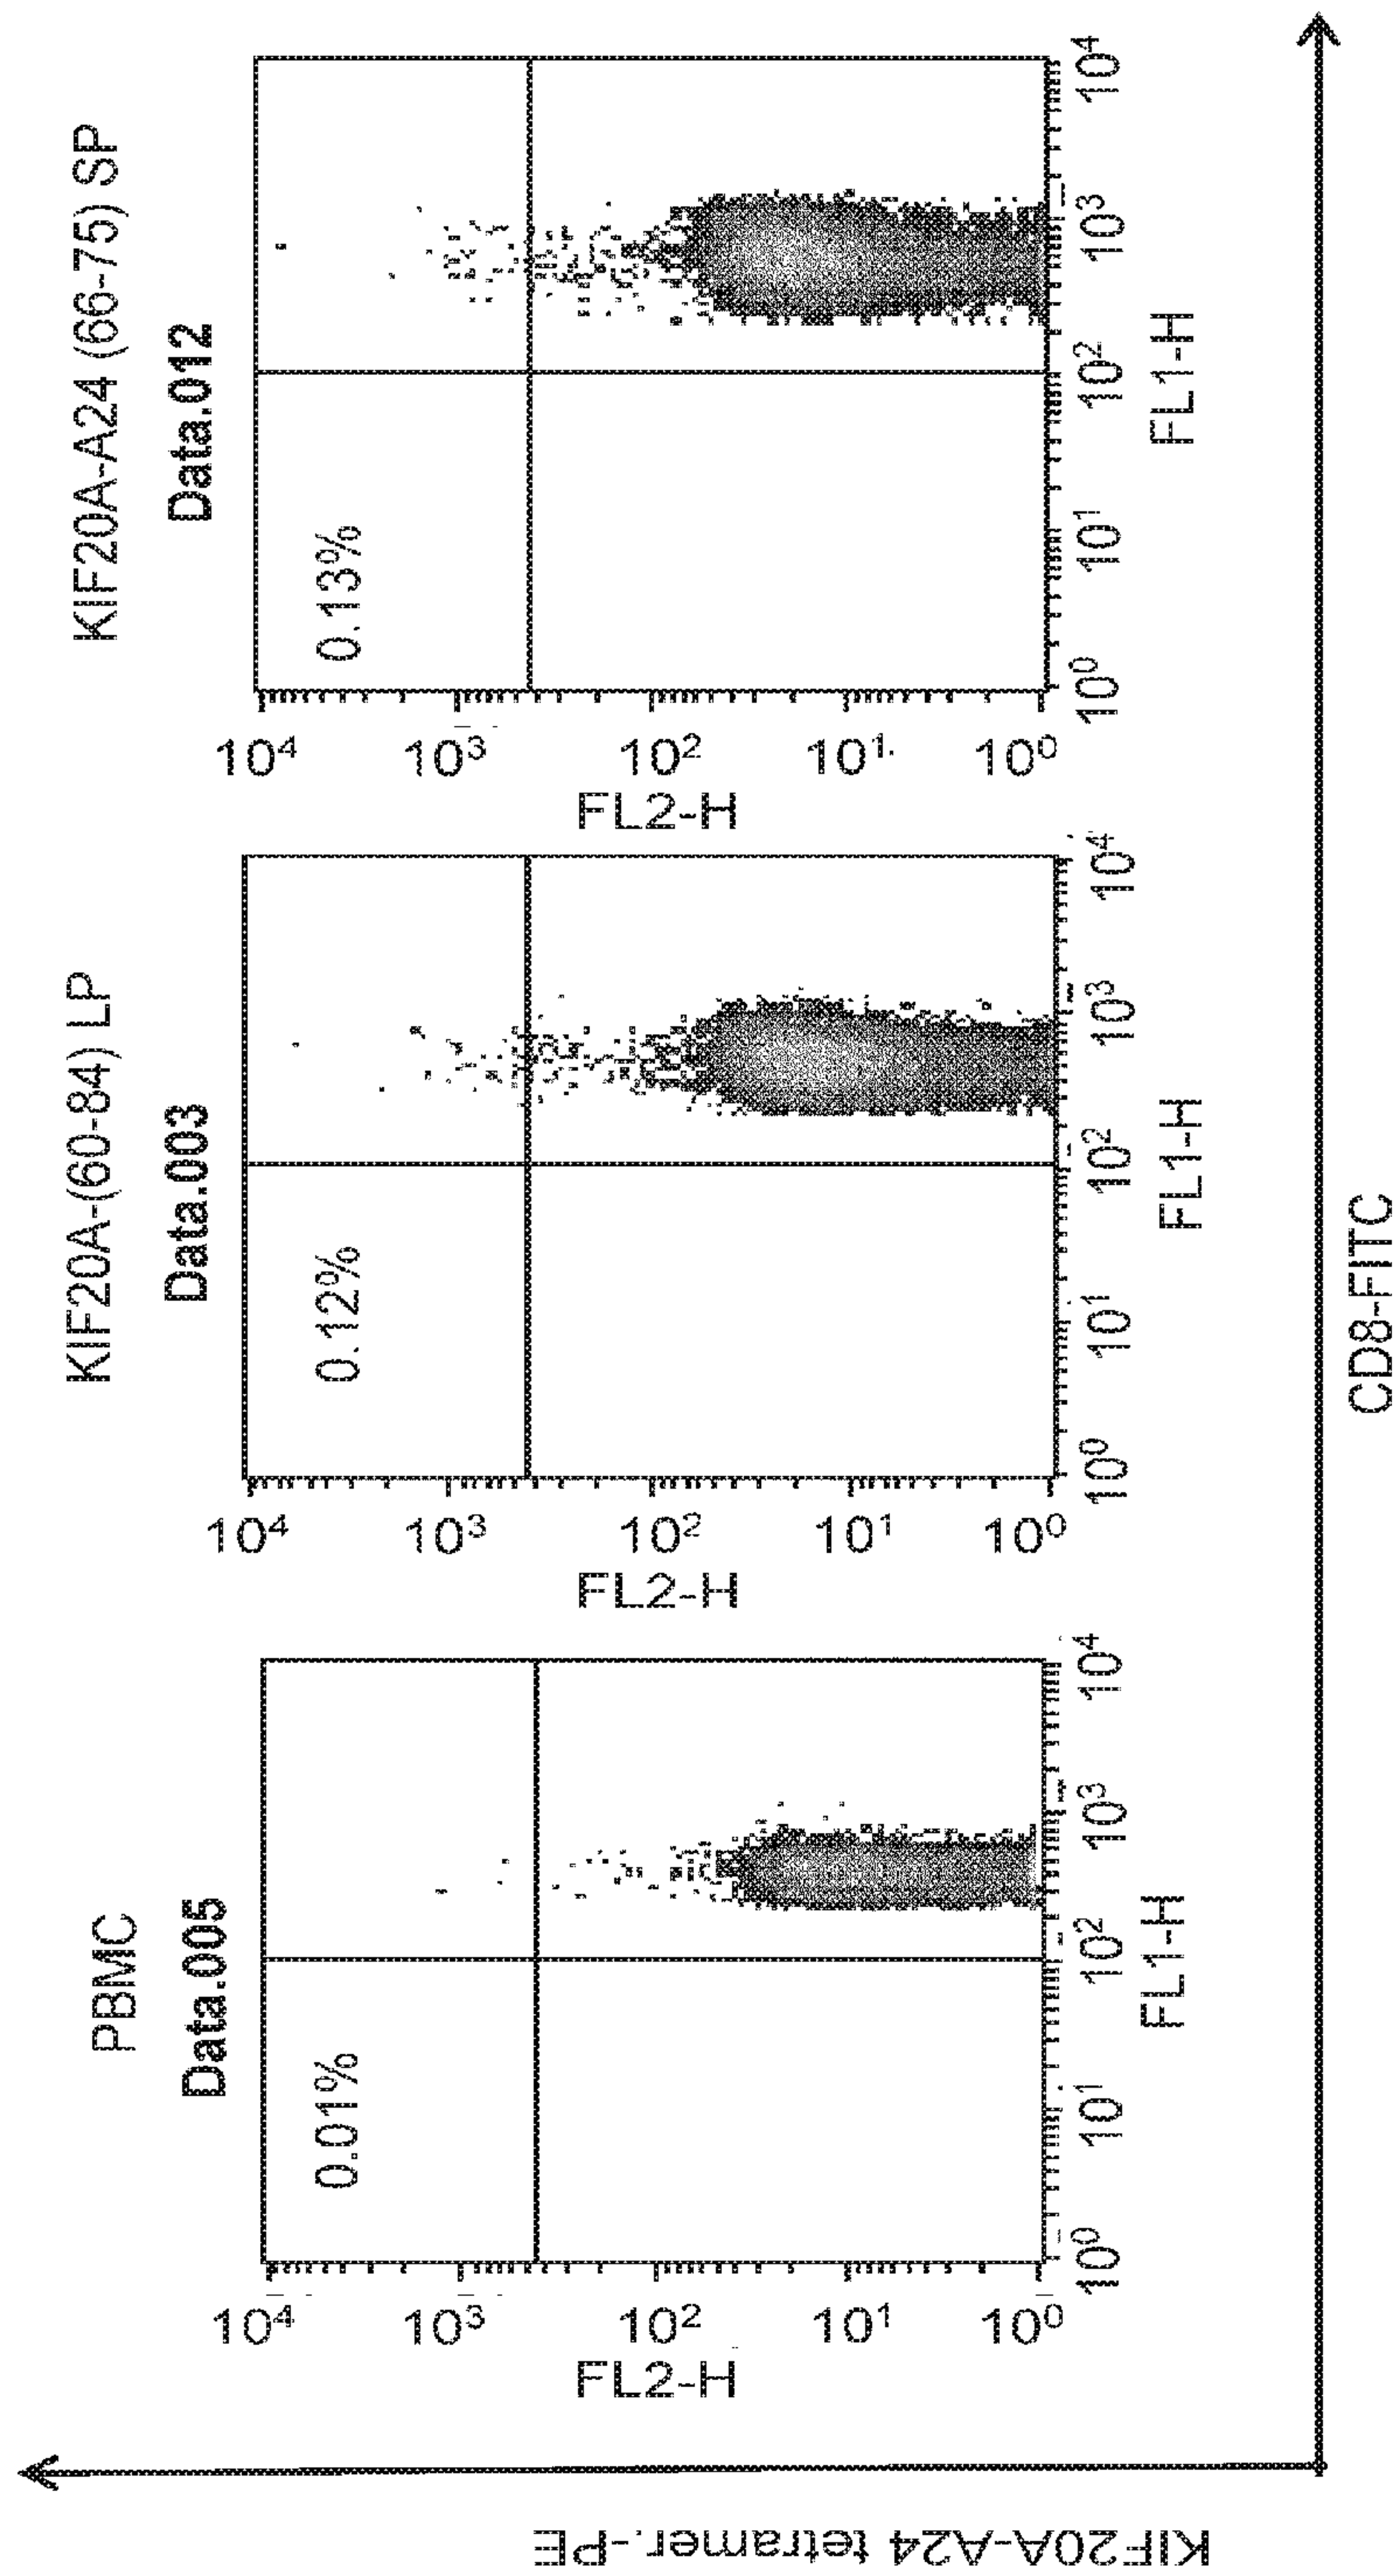 PBMC
Data.005
0.01%
10⁴
10³
10²
10¹
10⁰
FL2-H
10⁰
10¹
10²
10³
10⁴
FL1-H
KIF20A-(60-84) LP
Data.003
0.12%
10⁴
10³
10²
10¹
10⁰
FL2-H
10⁰
10¹
10²
10³
10⁴
FL1-H
KIF20A-A24 (66-75) SP
Data.012
0.13%
10⁴
10³
10²
10¹
10⁰
FL2-H
10⁰
10¹
10²
10³
10⁴
FL1-H
KIF20A-A24 tetramer.-PE
CD8-FITC